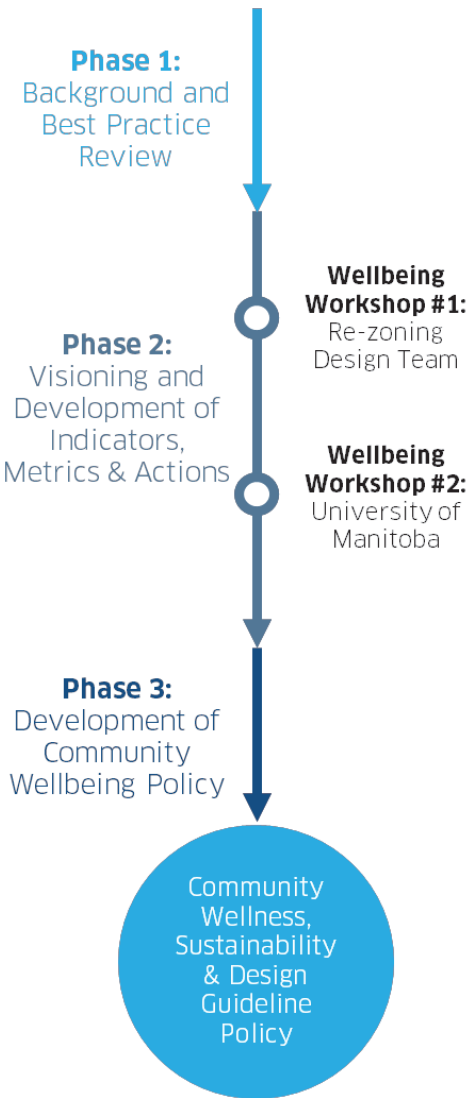 Phase 1:
Background and
Best Practice
Review
Wellbeing
Workshop #1:
Re-zoning
Design Team
Phase 2:
Visioning and
Development of
Indicators,
Metrics & Actions
Wellbeing
Workshop #2:
University of
Manitoba
Phase 3:
Development of
Community
Wellbeing Policy
Community
Wellness,
Sustainability
& Design
Guideline
Policy